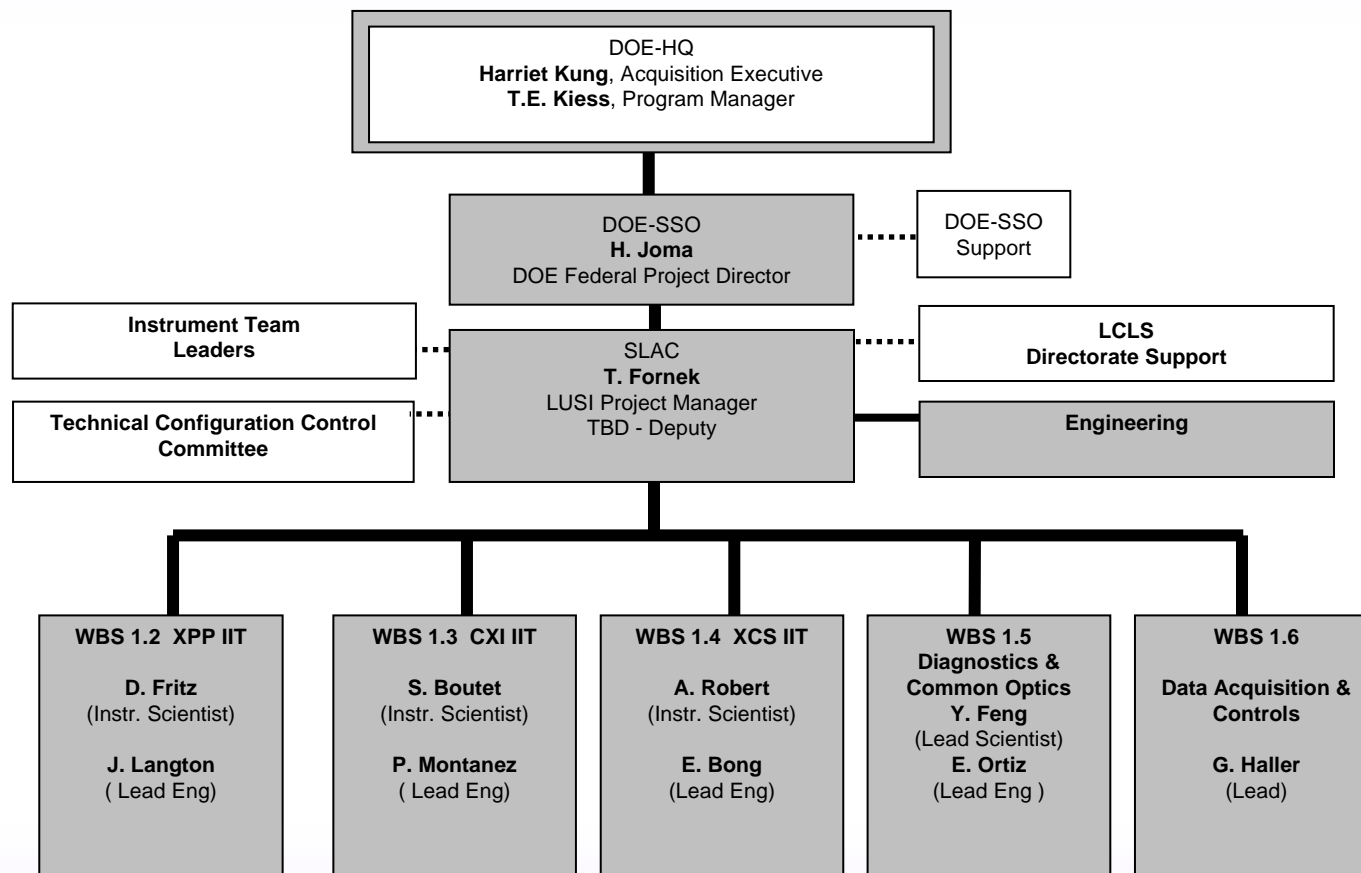 DOE-HQ
Harriet Kung, Acquisition Executive
T.E. Kiess, Program Manager
DOE-SSO
H. Joma
DOE Federal Project Director
DOE-SSO
Support
Instrument Team
Leaders
SLAC
T. Fornek
LUSI Project Manager
TBD - Deputy
LCLS
Directorate Support
Technical Configuration Control
Committee
Engineering
WBS 1.2 XPP IIT
D. Fritz
(Instr. Scientist)
J. Langton
( Lead Eng)
WBS 1.3 CXI IIT
S. Boutet
(Instr. Scientist)
P. Montanez
( Lead Eng)
WBS 1.4 XCS IIT
A. Robert
(Instr. Scientist)
E. Bong
(Lead Eng)
WBS 1.5
Diagnostics &
Common Optics
Y. Feng
(Lead Scientist)
E. Ortiz
(Lead Eng )
WBS 1.6
Data Acquisition &
Controls
G. Haller
(Lead)